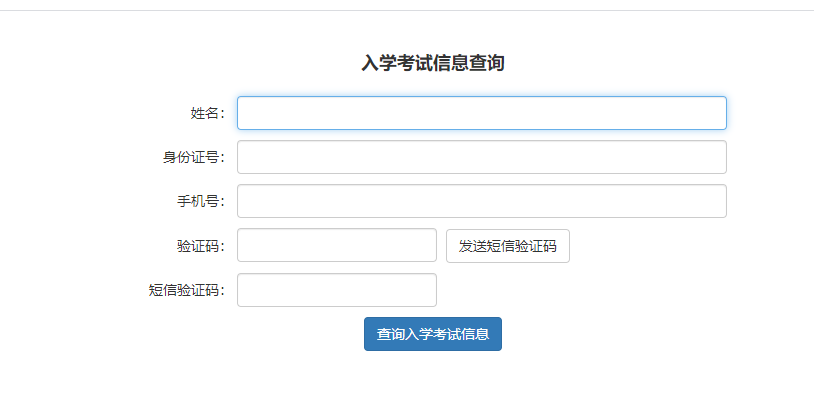 入学考试信息查询
姓名:
身份证号:
手机号:
验证码: 发送短信验证码
短信验证码:
查询入学考试信息